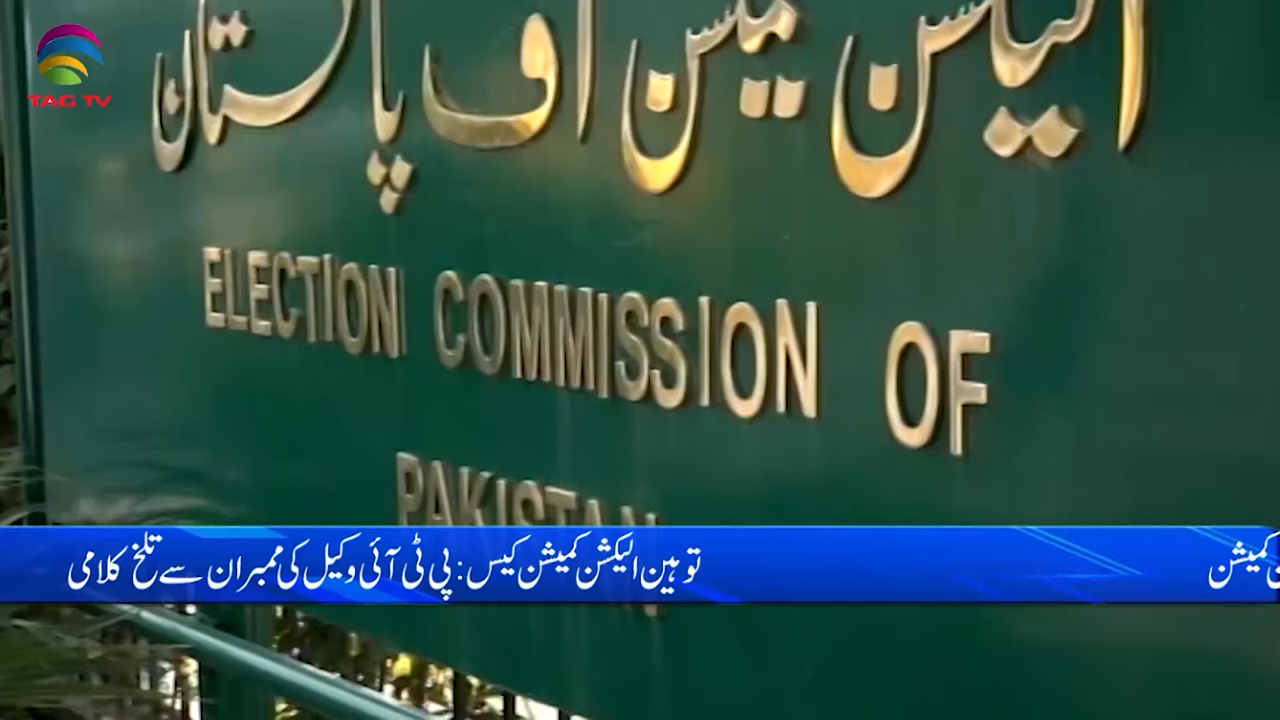 TAG TV
الیکشن کمیشن آف پاکستان
ELECTION COMMISSION OF
PAKISTAN
توہین الیکشن کمیشن کیس: پی ٹی آئی وکیل کی ممبران سے تلخ کلامی
کمیشن